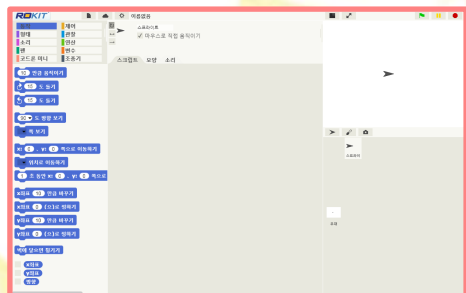 ROKIT
이름없음
동작 제어
형태 관찰
소리 연산
펜 변수
코드론 미니 조종기
스프라이트
마우스로 직접 움직이기
스크립트 모양 소리
10 만큼 움직이기
15 도 돌기
15 도 돌기
90 도 방향 보기
쪽 보기
x: 0 , y: 0 쪽으로 이동하기
위치로 이동하기
1 초 동안 x: 0 , y: 0 쪽으로
x좌표 10 만큼 바꾸기
x좌표 0 (으)로 정하기
y좌표 10 만큼 바꾸기
y좌표 0 (으)로 정하기
벽에 닿으면 튕기기
x좌표
y좌표
방향
스프라이트
무대